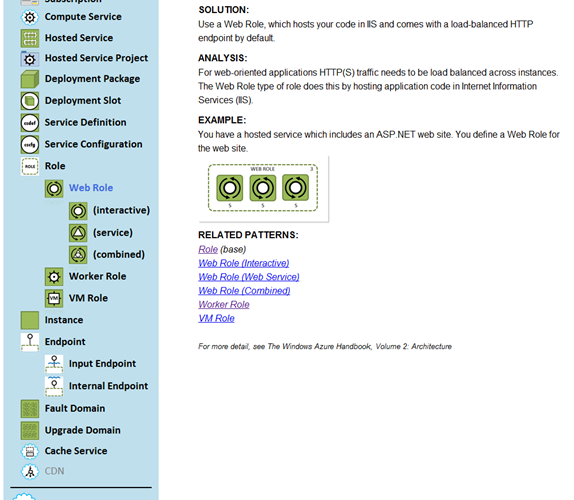 Subscription
Compute Service
Hosted Service
Hosted Service Project
Deployment Package
Deployment Slot
csdef Service Definition
cscfg Service Configuration
ROLE Role
Web Role
(interactive)
(service)
(combined)
Worker Role
VM VM Role
Instance
Endpoint
Input Endpoint
Internal Endpoint
Fault Domain
Upgrade Domain
Cache Service
CDN
SOLUTION:
Use a Web Role, which hosts your code in IIS and comes with a load-balanced HTTP
endpoint by default.
ANALYSIS:
For web-oriented applications HTTP(S) traffic needs to be load balanced across instances.
The Web Role type of role does this by hosting application code in Internet Information
Services (IIS).
EXAMPLE:
You have a hosted service which includes an ASP.NET web site. You define a Web Role for
the web site.
WEB ROLE 3
S S S
RELATED PATTERNS:
Role (base)
Web Role (Interactive)
Web Role (Web Service)
Web Role (Combined)
Worker Role
VM Role
For more detail, see The Windows Azure Handbook, Volume 2: Architecture